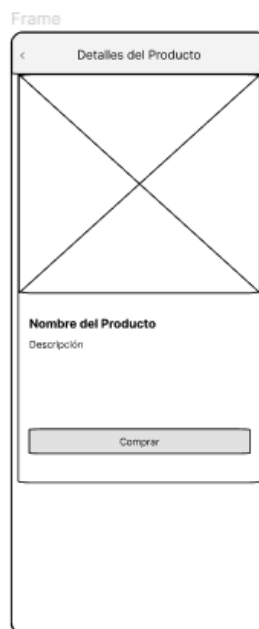 Frame
< Detalles del Producto
Nombre del Producto
Descripción
Comprar